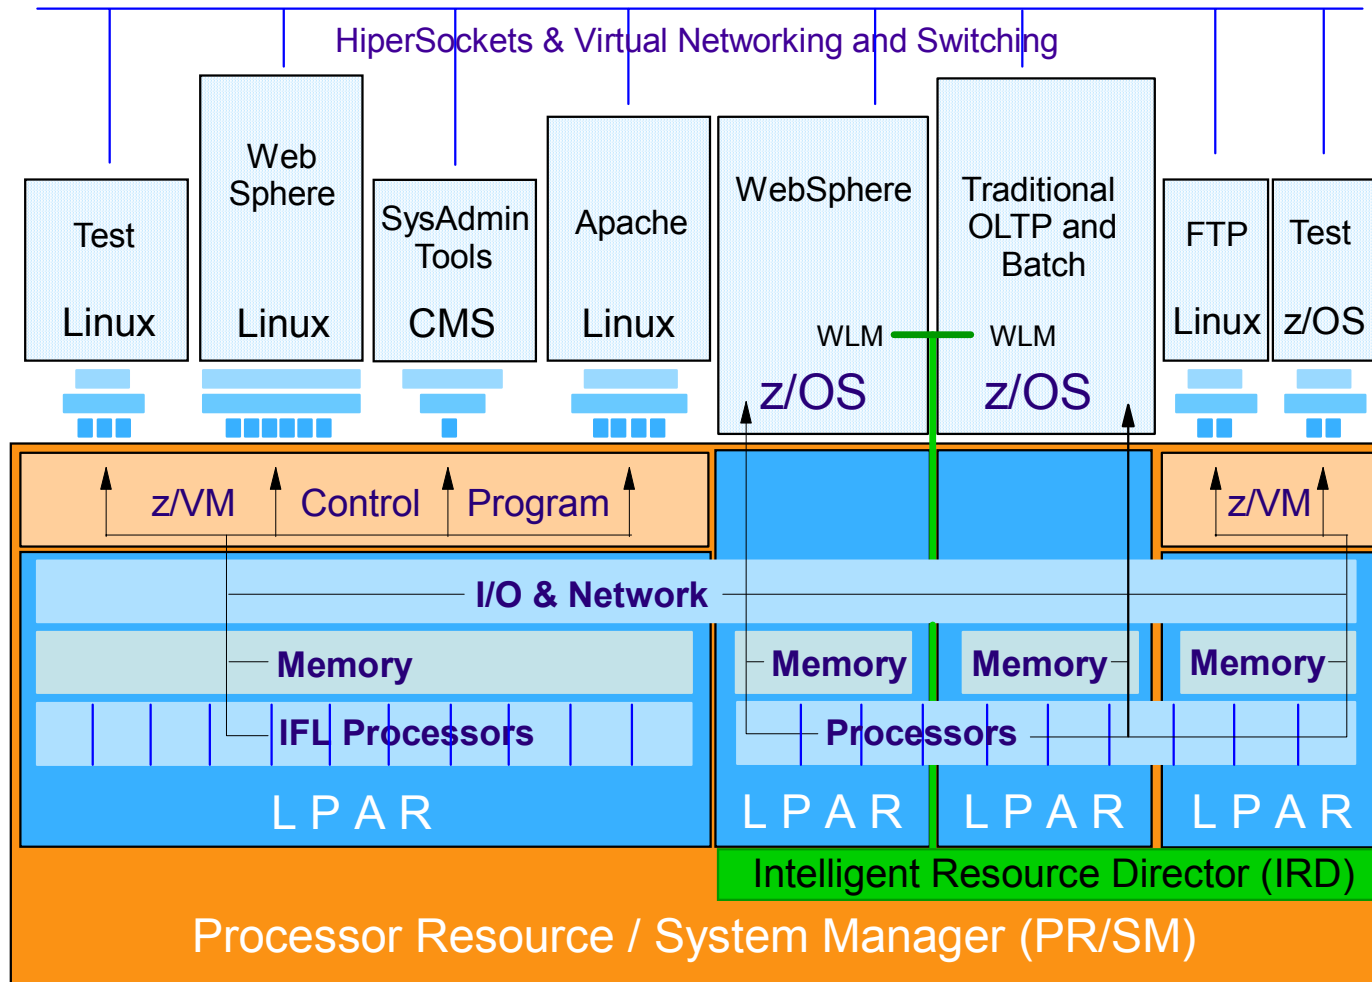 HiperSockets & Virtual Networking and Switching
Test
Linux
Web
Sphere
Linux
SysAdmin
Tools
CMS
Apache
Linux
WebSphere
WLM
z/OS
Traditional
OLTP and
Batch
WLM
z/OS
FTP
Linux
Test
z/OS
z/VM Control Program
z/VM
I/O & Network
Memory
Memory
Memory
Memory
IFL Processors
Processors
LPAR
LPAR
LPAR
LPAR
Intelligent Resource Director (IRD)
Processor Resource / System Manager (PR/SM)